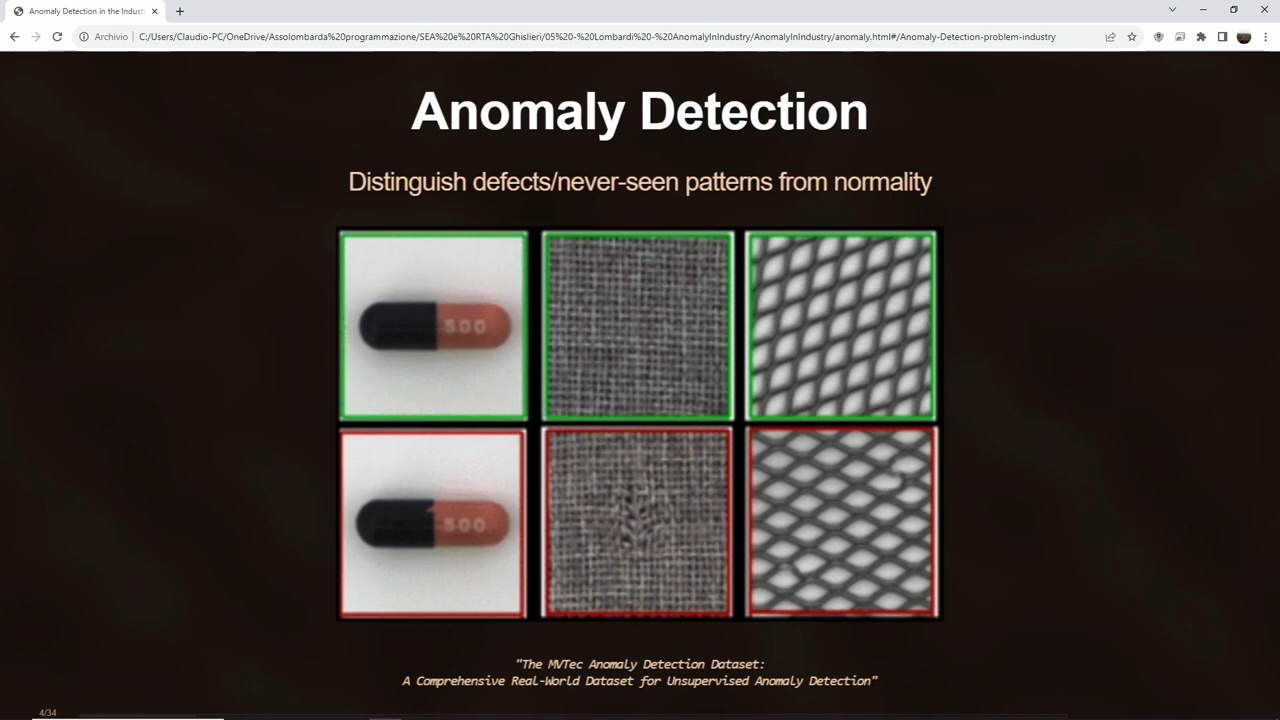 Anomaly Detection in the Indust
Archivio
C:/Users/Claudio-PC/OneDrive/Assolombarda%20programmazione/SEA%20e%20RTA%20Ghislieri/05%20-%20Lombardi%20-%20AnomalyInIndustry/AnomalyInIndustry/anomaly.html#/Anomaly-Detection-problem-industry
Anomaly Detection
Distinguish defects/never-seen patterns from normality
500
500
"The MVTec Anomaly Detection Dataset:
A Comprehensive Real-World Dataset for Unsupervised Anomaly Detection"
4/34